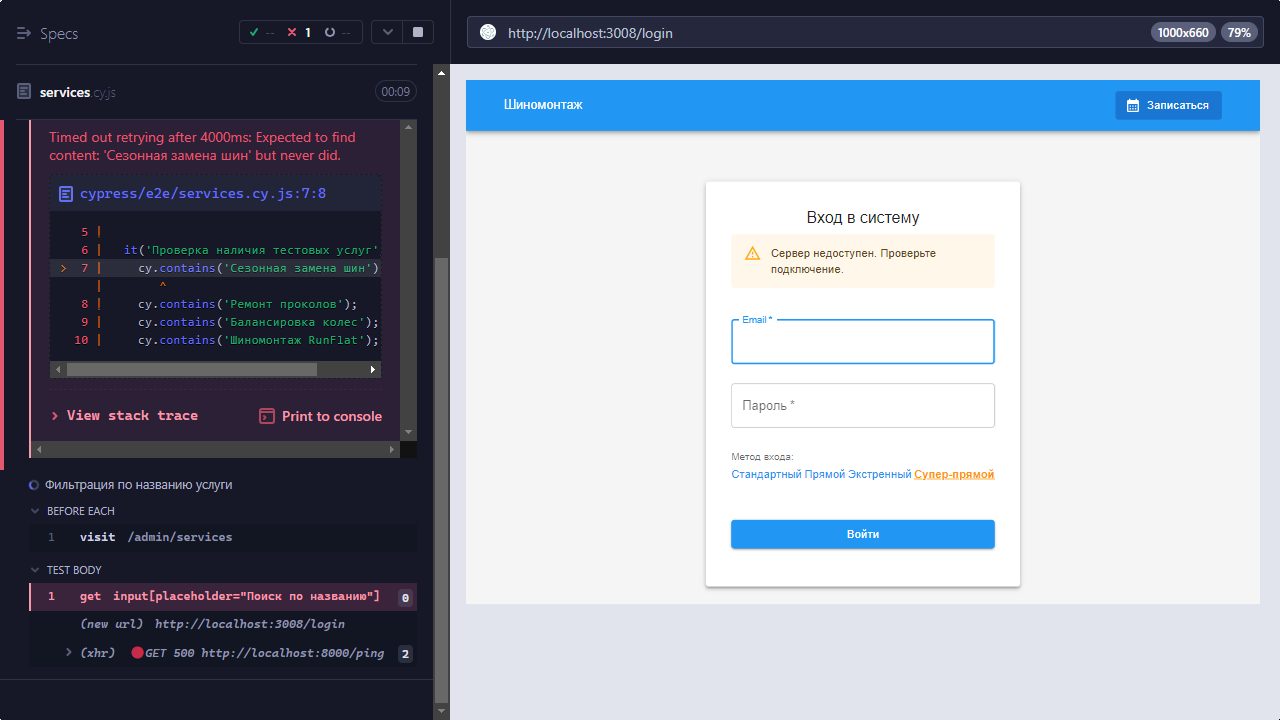 Specs
-- 1 --
services.cy.js 00:09
Timed out retrying after 4000ms: Expected to find
content: 'Сезонная замена шин' but never did.
cypress/e2e/services.cy.js:7:8
5 |
6 | it('Проверка наличия тестовых услуг'
> 7 | cy.contains('Сезонная замена шин')
| ^
8 | cy.contains('Ремонт проколов');
9 | cy.contains('Балансировка колес');
10 | cy.contains('Шиномонтаж RunFlat');
View stack trace Print to console
Фильтрация по названию услуги
BEFORE EACH
1 visit /admin/services
TEST BODY
1 get input[placeholder="Поиск по названию"] 0
(new url) http://localhost:3008/login
(xhr) GET 500 http://localhost:8000/ping 2
http://localhost:3008/login 1000x660 79%
Шиномонтаж Записаться
Вход в систему
Сервер недоступен. Проверьте
подключение.
Email *
Пароль *
Метод входа:
Стандартный Прямой Экстренный Супер-прямой
Войти